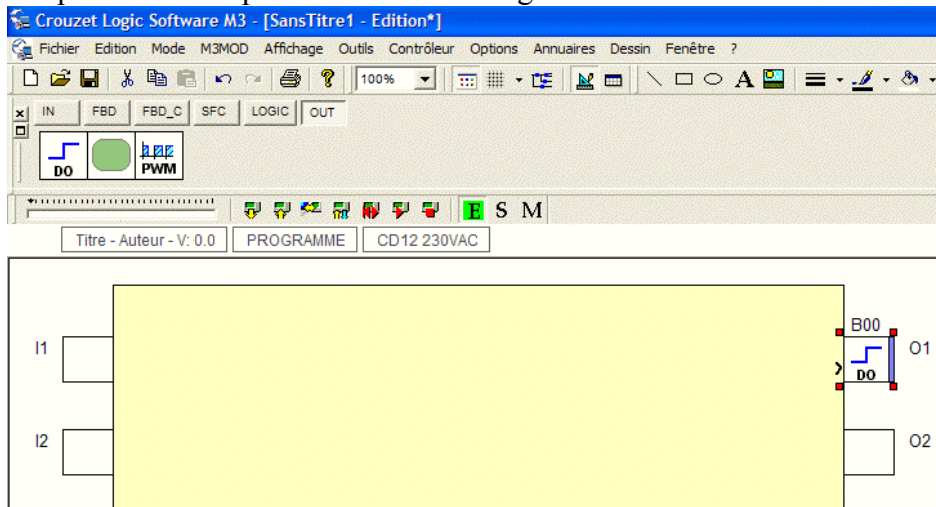 Crouzet Logic Software M3 - [SansTitre1 - Edition*]
Fichier Edition Mode M3MOD Affichage Outils Contrôleur Options Annuaires Dessin Fenêtre ?
100% A
IN FBD FBD_C SFC LOGIC OUT
DO PWM
E S M
Titre - Auteur - V: 0.0 PROGRAMME CD12 230VAC
B00
I1 O1
DO
I2 O2